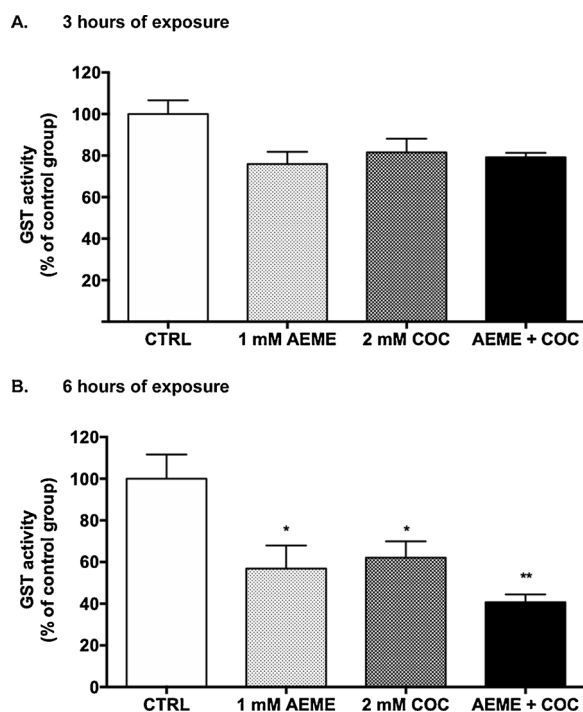 A. 3 hours of exposure
GST activity
(% of control group)
120
100
80
60
40
20
CTRL 1 mM AEME 2 mM COC AEME + COC
B. 6 hours of exposure
GST activity
(% of control group)
120
100
80
60
40
20
0
* * **
CTRL 1 mM AEME 2 mM COC AEME + COC